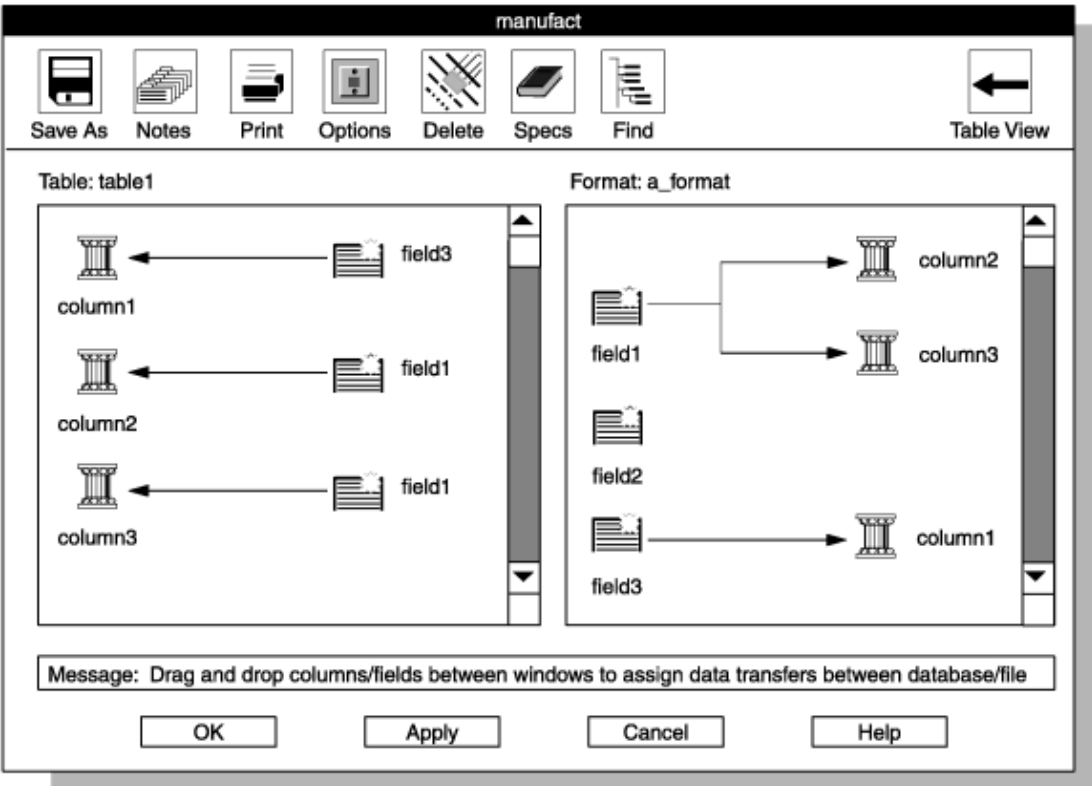 manufact
Save As Notes Print Options Delete Specs Find Table View
Table: table1 Format: a_format
field3 column2
column1
field1 column3
field1
column2
field2
field1
column3 column1
field3
Message: Drag and drop columns/fields between windows to assign data transfers between database/file
OK Apply Cancel Help